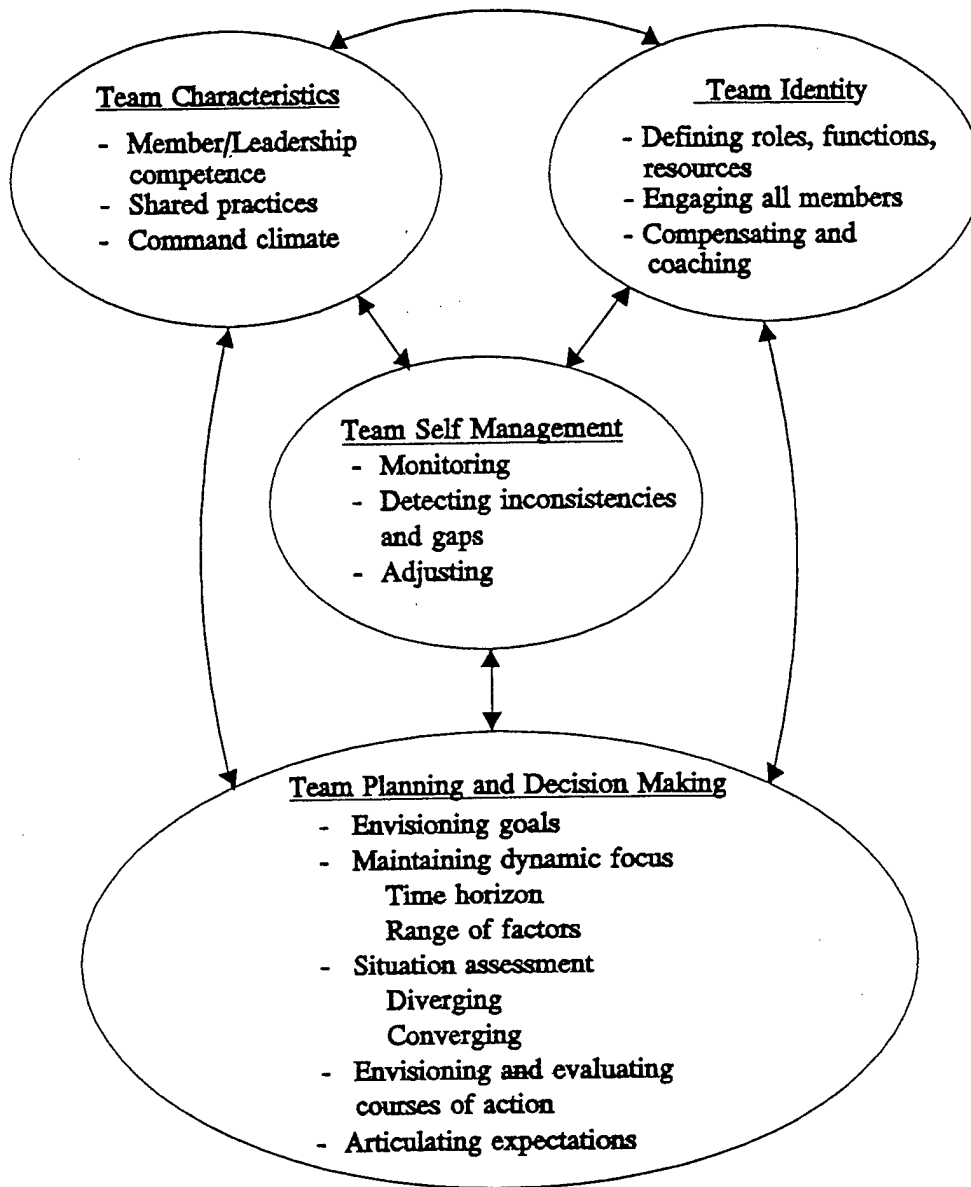 Team Characteristics
- Member/Leadership
competence
- Shared practices
- Command climate
Team Identity
- Defining roles, functions,
resources
- Engaging all members
- Compensating and
coaching
Team Self Management
- Monitoring
- Detecting inconsistencies
and gaps
- Adjusting
Team Planning and Decision Making
- Envisioning goals
- Maintaining dynamic focus
Time horizon
Range of factors
- Situation assessment
Diverging
Converging
- Envisioning and evaluating
courses of action
- Articulating expectations